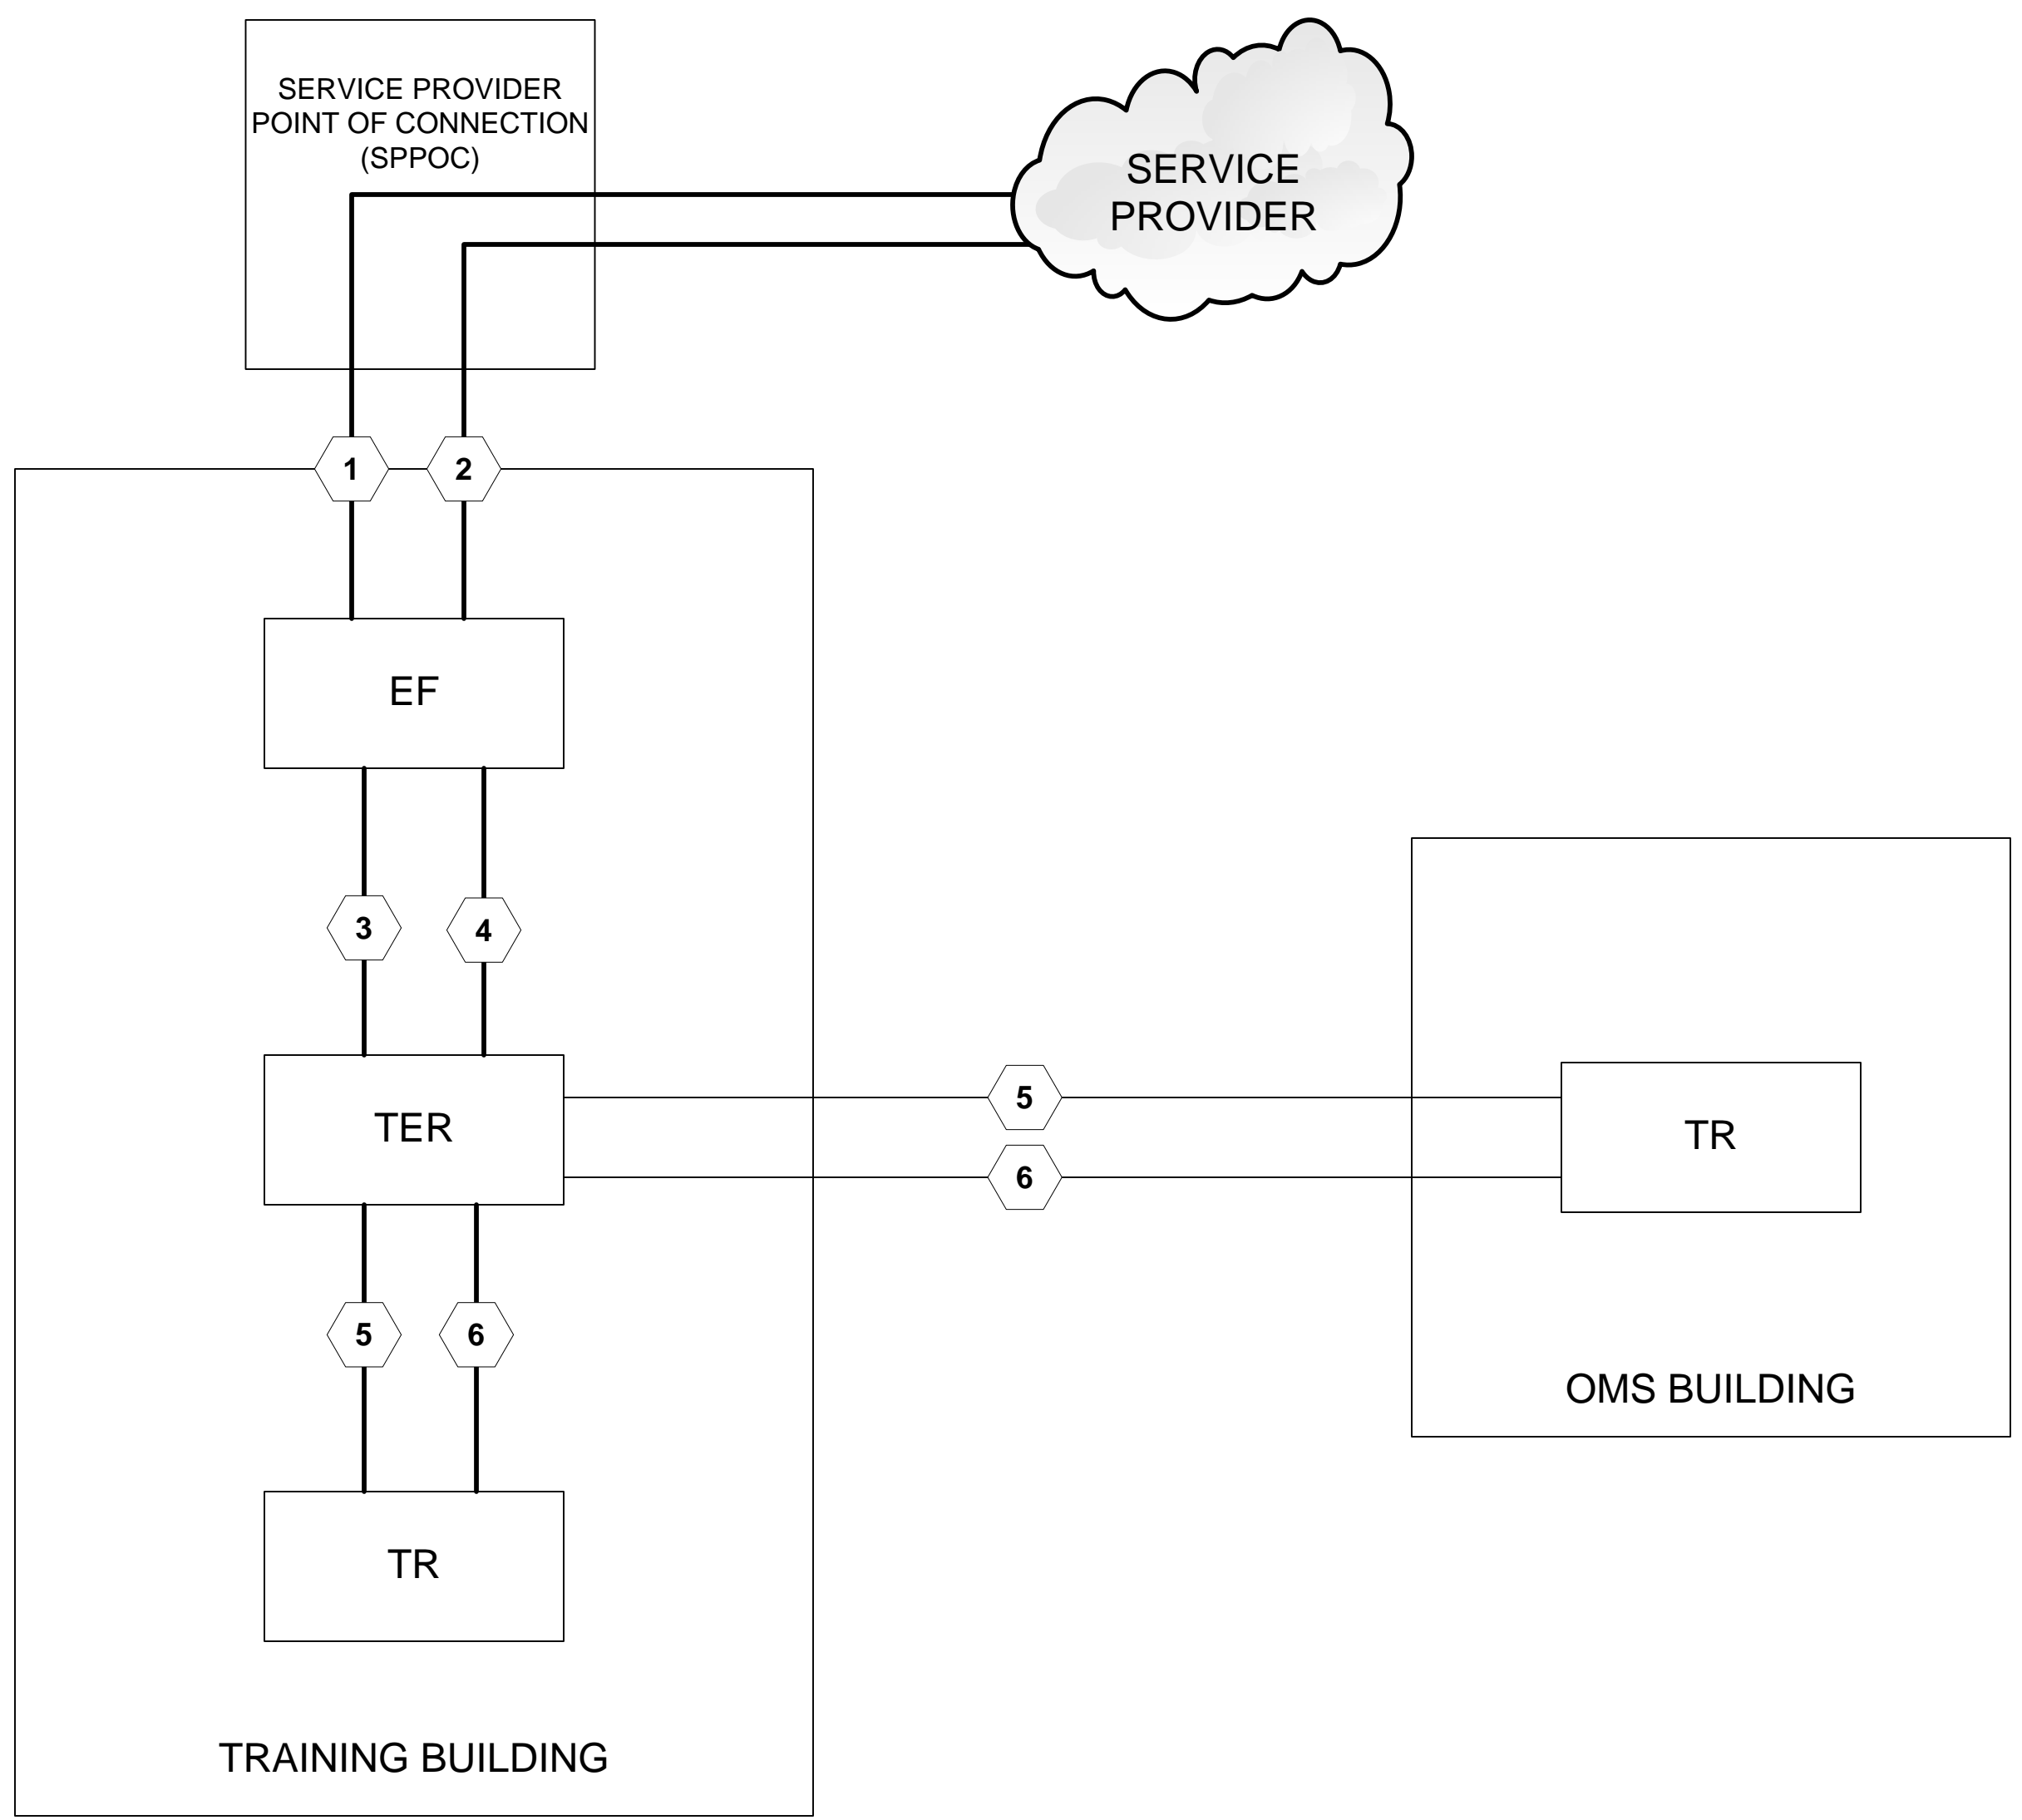 SERVICE PROVIDER
POINT OF CONNECTION
(SPPOC)
SERVICE
PROVIDER
1
2
EF
3
4
TER
5
6
TR
5
6
TR
OMS BUILDING
TRAINING BUILDING